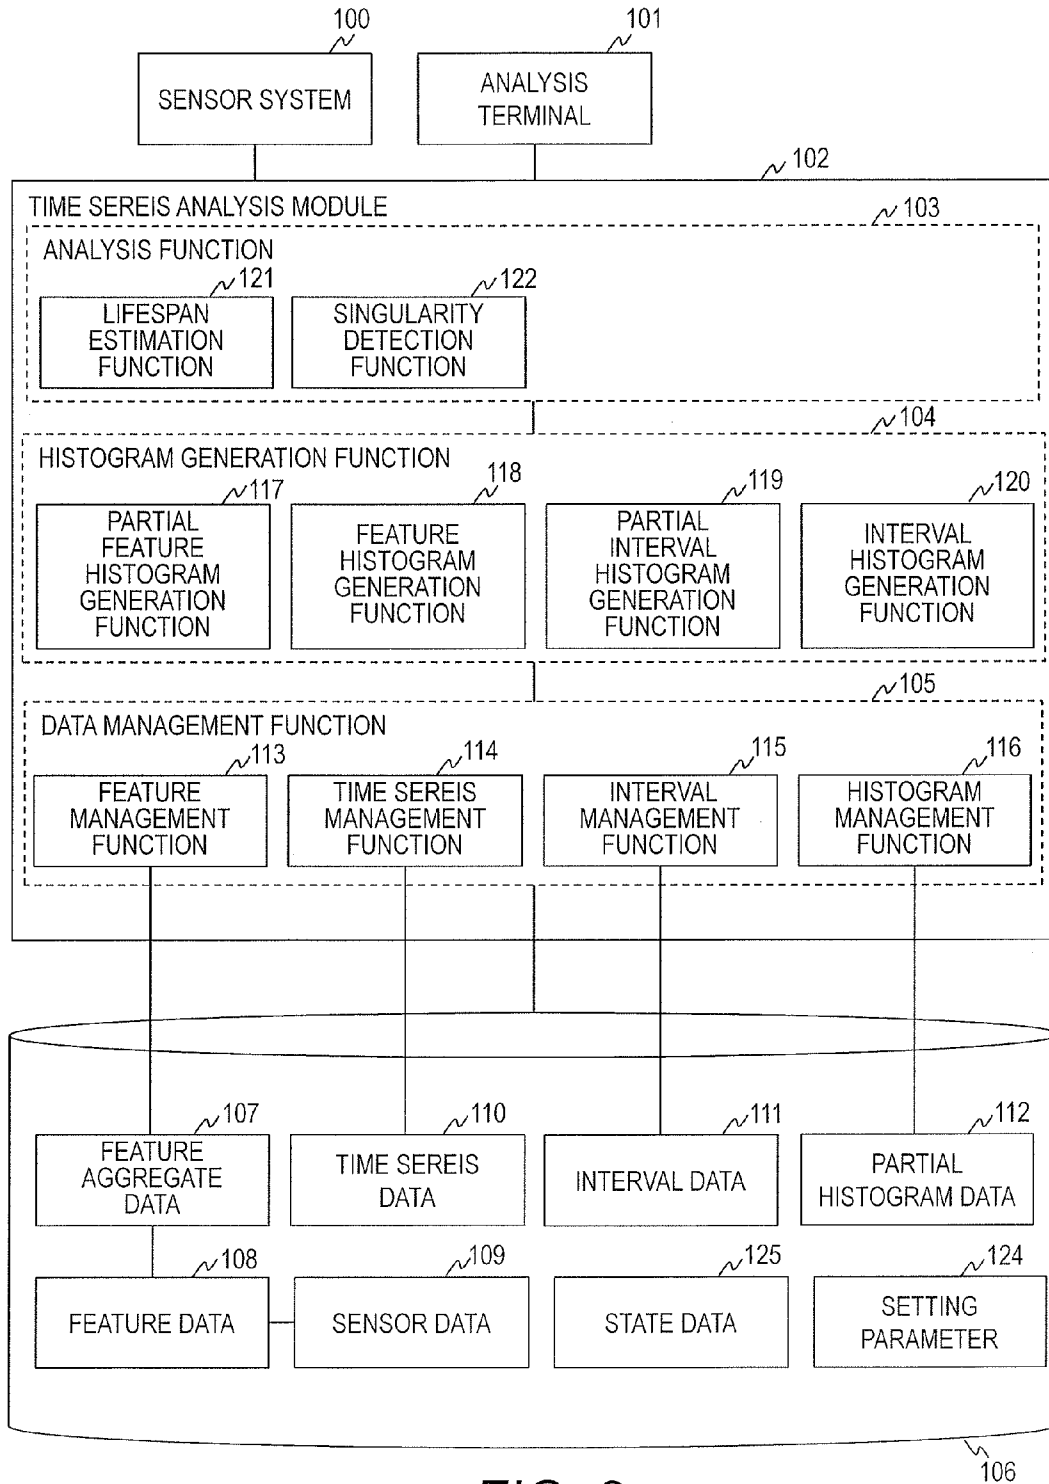 100
101
SENSOR SYSTEM
ANALYSIS
TERMINAL
102
TIME SEREIS ANALYSIS MODULE
103
ANALYSIS FUNCTION
121
122
LIFESPAN
ESTIMATION
FUNCTION
SINGULARITY
DETECTION
FUNCTION
104
HISTOGRAM GENERATION FUNCTION
117
118
119
120
PARTIAL
FEATURE
HISTOGRAM
GENERATION
FUNCTION
FEATURE
HISTOGRAM
GENERATION
FUNCTION
PARTIAL
INTERVAL
HISTOGRAM
GENERATION
FUNCTION
INTERVAL
HISTOGRAM
GENERATION
FUNCTION
105
DATA MANAGEMENT FUNCTION
113
114
115
116
FEATURE
MANAGEMENT
FUNCTION
TIME SEREIS
MANAGEMENT
FUNCTION
INTERVAL
MANAGEMENT
FUNCTION
HISTOGRAM
MANAGEMENT
FUNCTION
107
110
111
112
FEATURE
AGGREGATE
DATA
TIME SEREIS
DATA
INTERVAL DATA
PARTIAL
HISTOGRAM DATA
108
109
125
124
FEATURE DATA
SENSOR DATA
STATE DATA
SETTING
PARAMETER
106